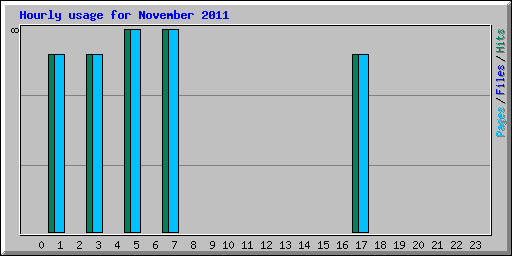 Hourly usage for November 2011
8
Pages/Files/Hits
0 1 2 3 4 5 6 7 8 9 10 11 12 13 14 15 16 17 18 19 20 21 22 23